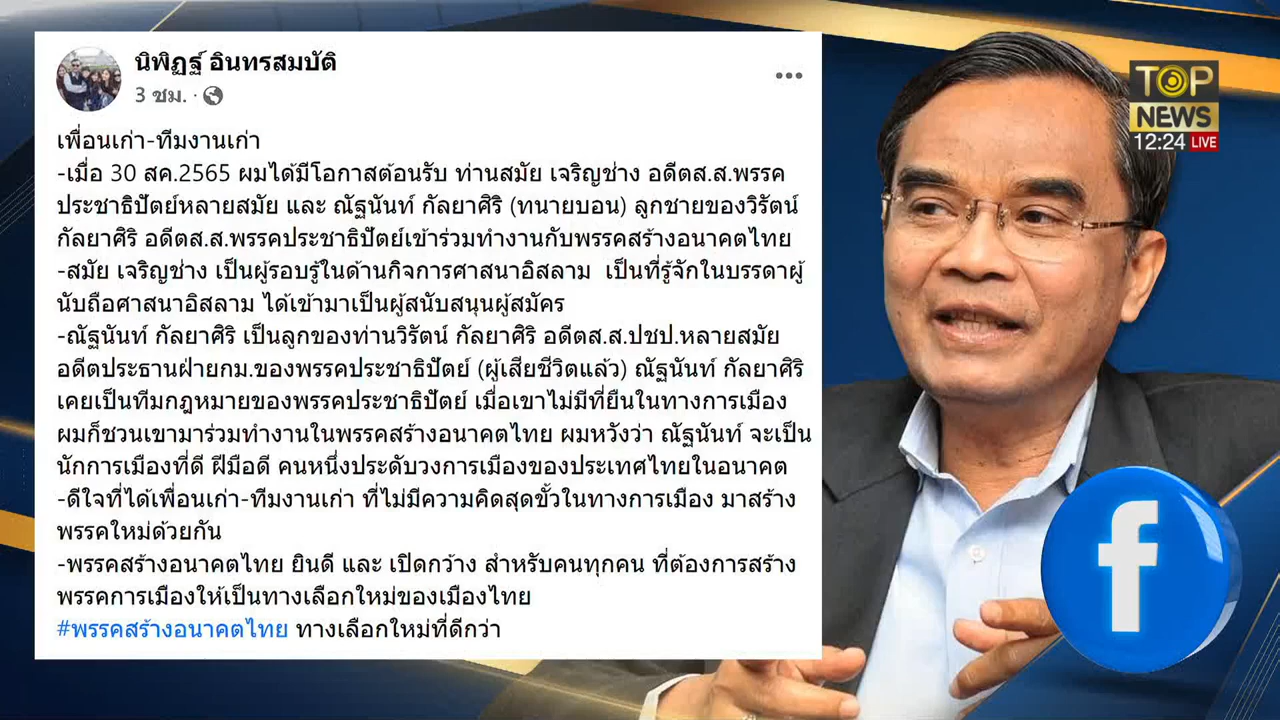 นิพิฏฐ์ อินทรสมบัติ
3 ชม. ·
เพื่อนเก่า-ทีมงานเก่า
-เมื่อ 30 สค.2565 ผมได้มีโอกาสต้อนรับ ท่านสมัย เจริญช่าง อดีตส.ส.พรรค
ประชาธิปัตย์หลายสมัย และ ณัฐนันท์ กัลยาศิริ (ทนายบอน) ลูกชายของวิรัตน์
กัลยาศิริ อดีตส.ส.พรรคประชาธิปัตย์เข้าร่วมทำงานกับพรรคสร้างอนาคตไทย
-สมัย เจริญช่าง เป็นผู้รอบรู้ในด้านกิจการศาสนาอิสลาม เป็นที่รู้จักในบรรดาผู้
นับถือศาสนาอิสลาม ได้เข้ามาเป็นผู้สนับสนุนผู้สมัคร
-ณัฐนันท์ กัลยาศิริ เป็นลูกของท่านวิรัตน์ กัลยาศิริ อดีตส.ส.ปชป.หลายสมัย
อดีตประธานฝ่ายกม.ของพรรคประชาธิปัตย์ (ผู้เสียชีวิตแล้ว) ณัฐนันท์ กัลยาศิริ
เคยเป็นทีมกฎหมายของพรรคประชาธิปัตย์ เมื่อเขาไม่มีที่ยืนในทางการเมือง
ผมก็ชวนเขามาร่วมทำงานในพรรคสร้างอนาคตไทย ผมหวังว่า ณัฐนันท์ จะเป็น
นักการเมืองที่ดี ฝีมือดี คนหนึ่งประดับวงการเมืองของประเทศไทยในอนาคต
-ดีใจที่ได้เพื่อนเก่า-ทีมงานเก่า ที่ไม่มีความคิดสุดขั้วในทางการเมือง มาสร้าง
พรรคใหม่ด้วยกัน
-พรรคสร้างอนาคตไทย ยินดี และ เปิดกว้าง สำหรับคนทุกคน ที่ต้องการสร้าง
พรรคการเมืองให้เป็นทางเลือกใหม่ของเมืองไทย
#พรรคสร้างอนาคตไทย ทางเลือกใหม่ที่ดีกว่า
TOP
NEWS
12:24 LIVE
f